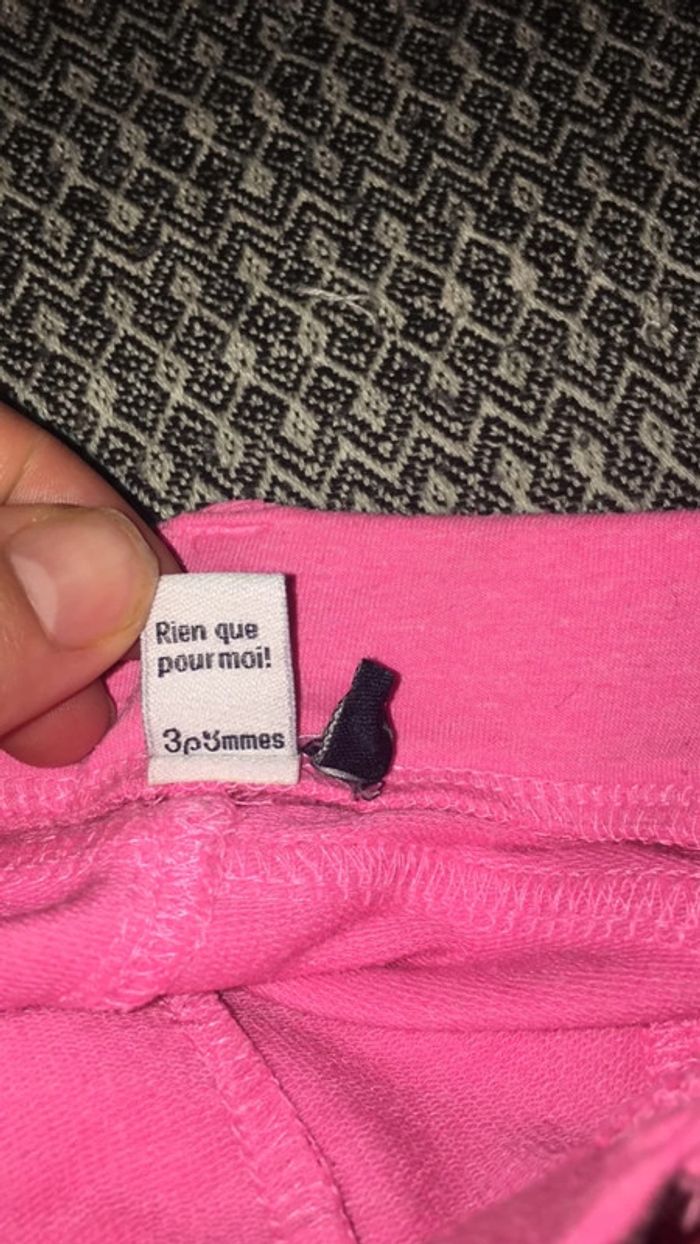 Rien que
pour moi!
3pommes